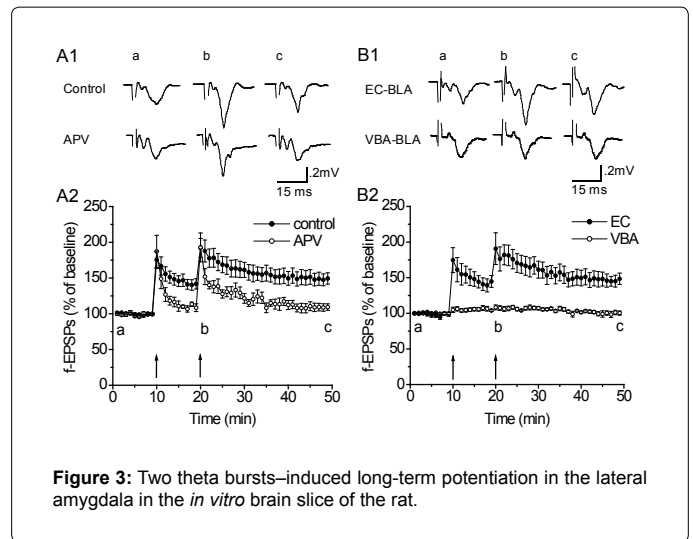 A1
a b c
Control
APV
.2mV
15 ms
B1
a b c
EC-BLA
VBA-BLA
.2mV
15 ms
A2
f-EPSPs (% of baseline)
250
200
150
100
50
0
control
APV
a b c
0 10 20 30 40 50
Time (min)
B2
f-EPSPs (% of baseline)
250
200
150
100
50
0
EC
VBA
a b c
0 10 20 30 40 50
Time (min)
Figure 3: Two theta bursts–induced long-term potentiation in the lateral
amygdala in the in vitro brain slice of the rat.